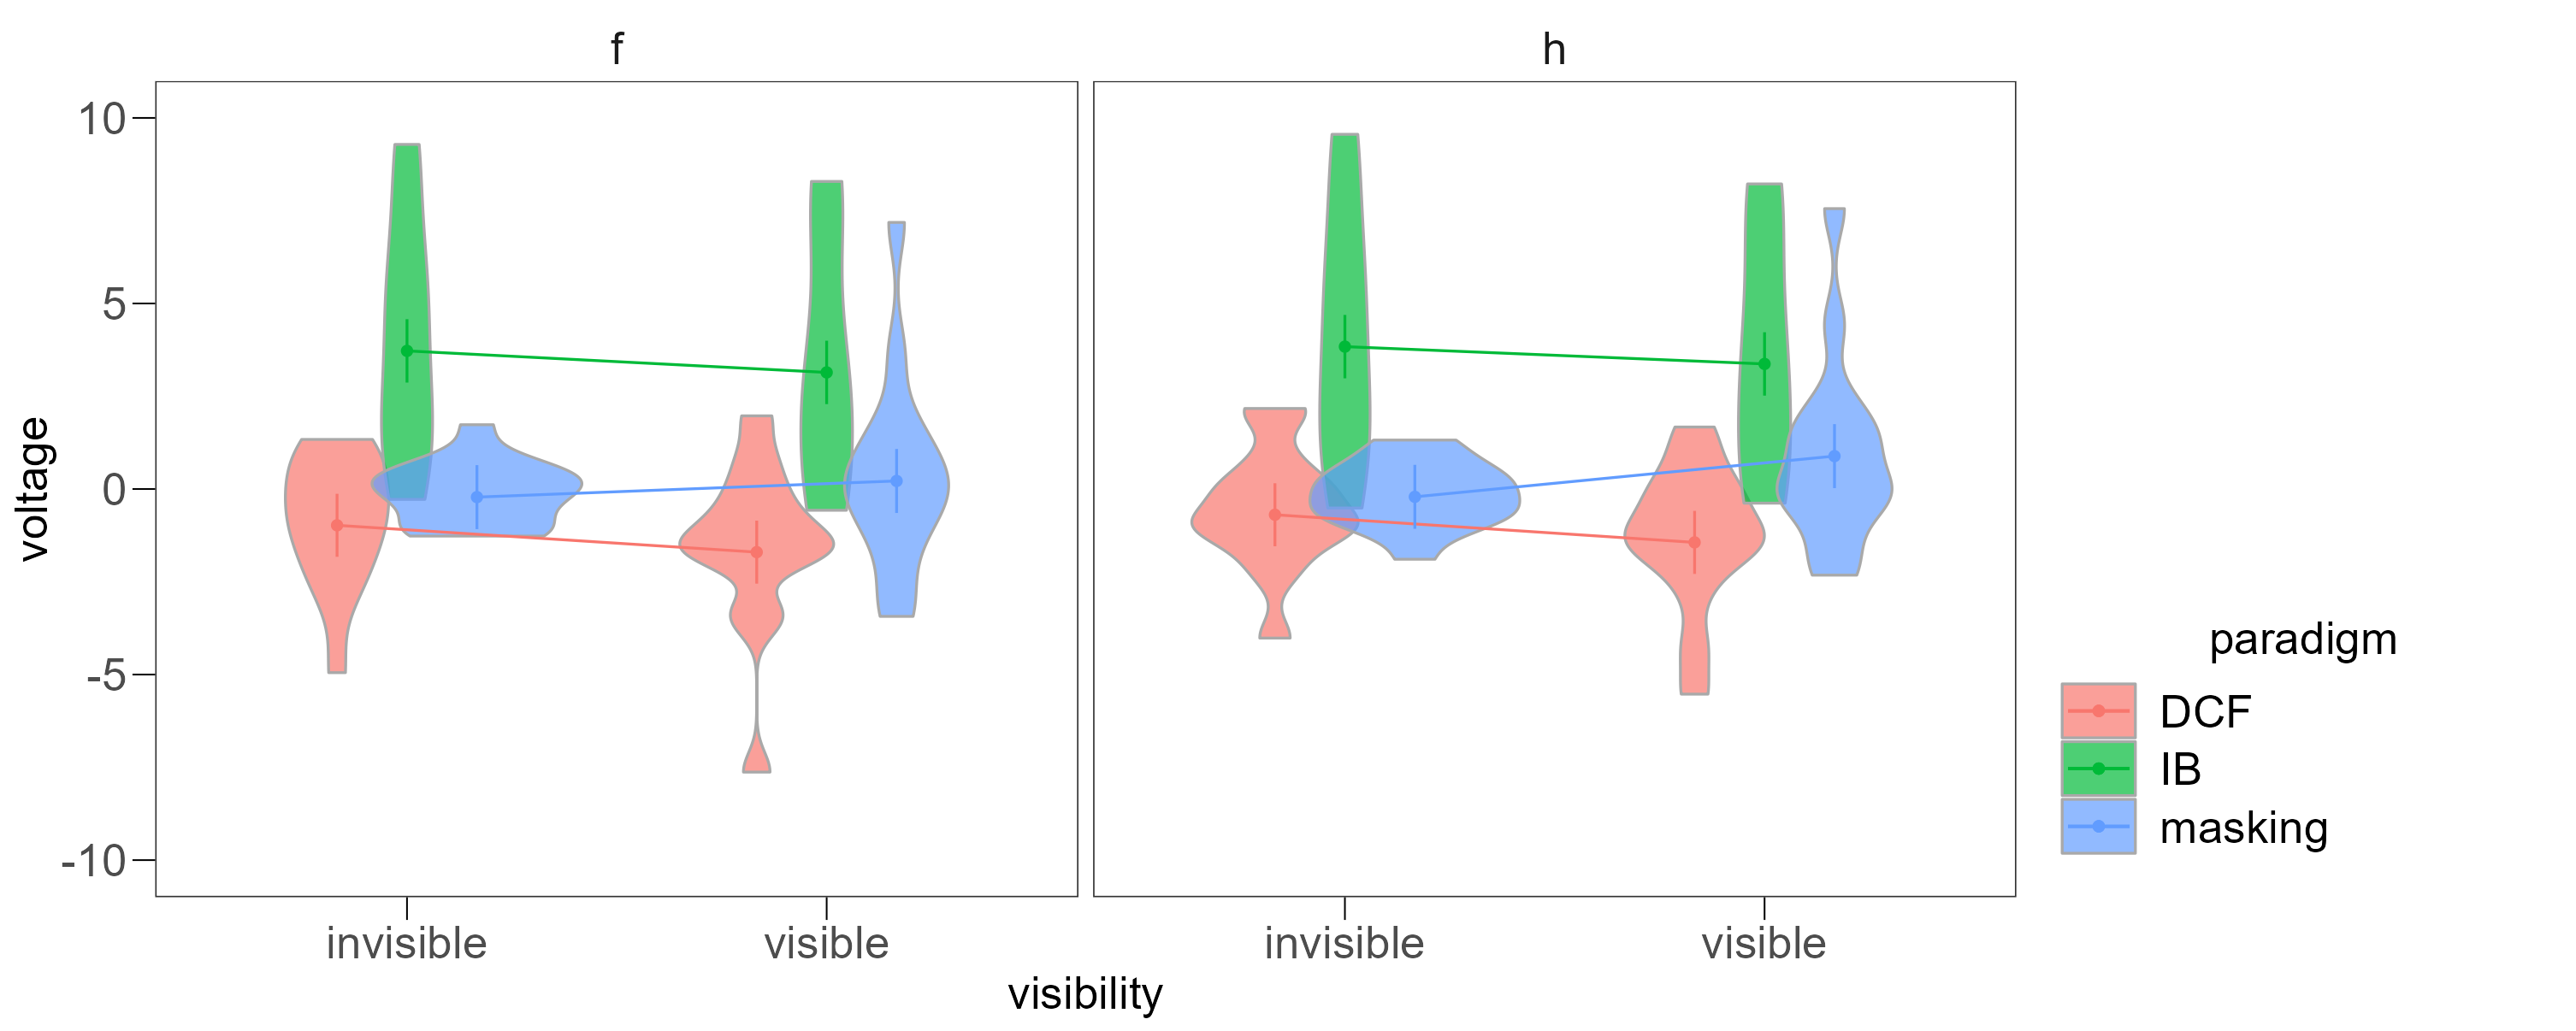 f
h
10
5
0
-5
-10
voltage
invisible
visible
invisible
visible
visibility
paradigm
DCF
IB
masking